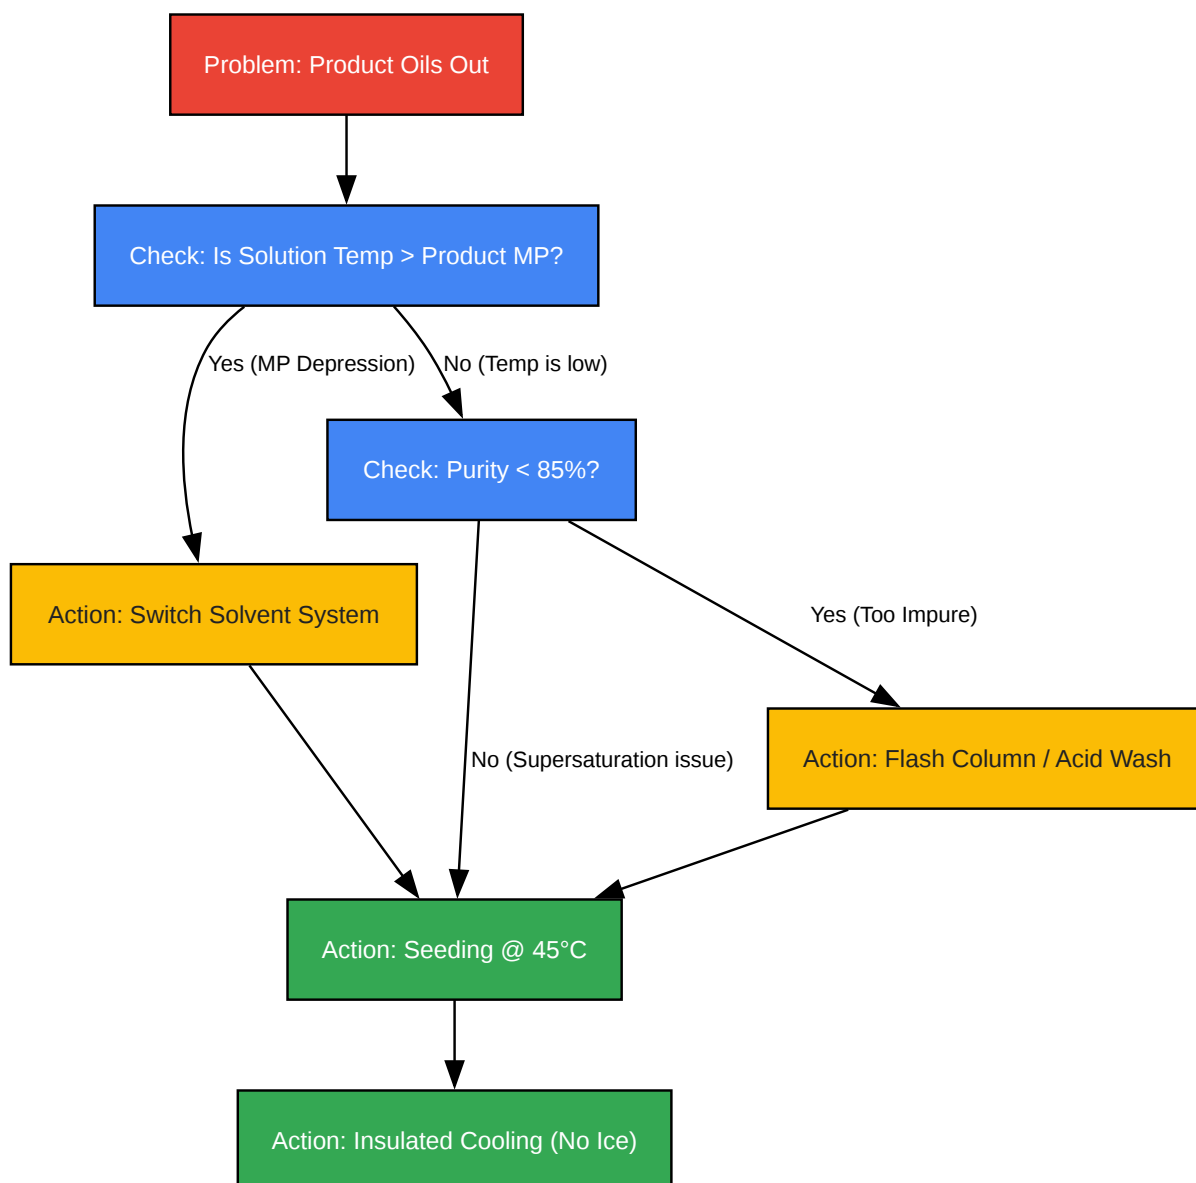 Problem: Product Oils Out
Check: Is Solution Temp > Product MP?
Yes (MP Depression)
No (Temp is low)
Check: Purity < 85%?
Action: Switch Solvent System
Yes (Too Impure)
No (Supersaturation issue)
Action: Flash Column / Acid Wash
Action: Seeding @ 45°C
Action: Insulated Cooling (No Ice)